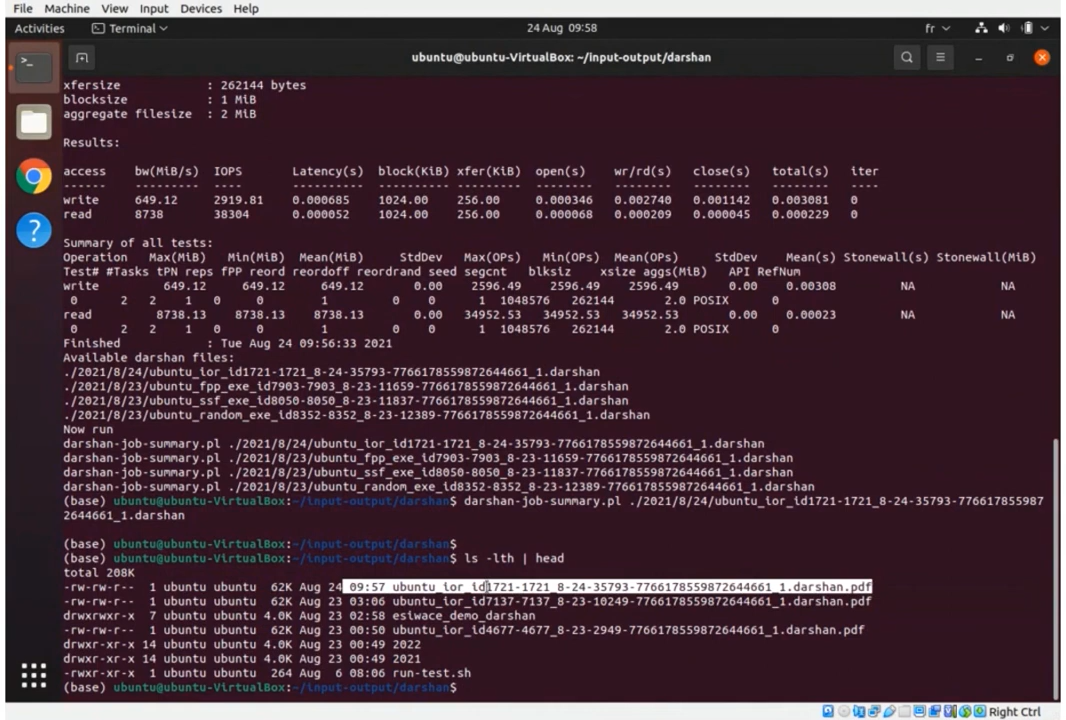 File Machine View Input Devices Help
Activities Terminal 24 Aug 09:58 fr
ubuntu@ubuntu-VirtualBox: ~/input-output/darshan
xfersize : 262144 bytes
blocksize : 1 MiB
aggregate filesize : 2 MiB
Results:
access bw(MiB/s) IOPS Latency(s) block(KiB) xfer(KiB) open(s) wr/rd(s) close(s) total(s) iter
------ --------- ---- ---------- ---------- --------- -------- -------- -------- -------- ----
write 649.12 2919.81 0.000685 1024.00 256.00 0.000346 0.002740 0.001142 0.003081 0
read 8738 38304 0.000052 1024.00 256.00 0.000068 0.000209 0.000045 0.000229 0
Summary of all tests:
Operation Max(MiB) Min(MiB) Mean(MiB) StdDev Max(OPs) Min(OPs) Mean(OPs) StdDev Mean(s) Stonewall(s) Stonewall(MiB)
Test# #Tasks tPN reps fPP reord reordoff reordrand seed segcnt blksiz xsize aggs(MiB) API RefNum
write 649.12 649.12 649.12 0.00 2596.49 2596.49 2596.49 0.00 0.00308 NA NA
0 2 2 1 0 0 1 0 0 1 1048576 262144 2.0 POSIX 0
read 8738.13 8738.13 8738.13 0.00 34952.53 34952.53 34952.53 0.00 0.00023 NA NA
0 2 2 1 0 0 1 0 0 1 1048576 262144 2.0 POSIX 0
Finished : Tue Aug 24 09:56:33 2021
Available darshan files:
./2021/8/24/ubuntu_ior_id1721-1721_8-24-35793-7766178559872644661_1.darshan
./2021/8/23/ubuntu_fpp_exe_id7903-7903_8-23-11659-7766178559872644661_1.darshan
./2021/8/23/ubuntu_ssf_exe_id8050-8050_8-23-11837-7766178559872644661_1.darshan
./2021/8/23/ubuntu_random_exe_id8352-8352_8-23-12389-7766178559872644661_1.darshan
Now run
darshan-job-summary.pl ./2021/8/24/ubuntu_ior_id1721-1721_8-24-35793-7766178559872644661_1.darshan
darshan-job-summary.pl ./2021/8/23/ubuntu_fpp_exe_id7903-7903_8-23-11659-7766178559872644661_1.darshan
darshan-job-summary.pl ./2021/8/23/ubuntu_ssf_exe_id8050-8050_8-23-11837-7766178559872644661_1.darshan
darshan-job-summary.pl ./2021/8/23/ubuntu_random_exe_id8352-8352_8-23-12389-7766178559872644661_1.darshan
(base) ubuntu@ubuntu-VirtualBox:~/input-output/darshan$ darshan-job-summary.pl ./2021/8/24/ubuntu_ior_id1721-1721_8-24-35793-776617855987
2644661_1.darshan
(base) ubuntu@ubuntu-VirtualBox:~/input-output/darshan$
(base) ubuntu@ubuntu-VirtualBox:~/input-output/darshan$ ls -lth | head
total 208K
-rw-rw-r-- 1 ubuntu ubuntu 62K Aug 24 09:57 ubuntu_ior_id1721-1721_8-24-35793-7766178559872644661_1.darshan.pdf
-rw-rw-r-- 1 ubuntu ubuntu 62K Aug 23 03:06 ubuntu_ior_id7137-7137_8-23-10249-7766178559872644661_1.darshan.pdf
drwxrwxr-x 7 ubuntu ubuntu 4.0K Aug 23 02:58 esiwace_demo_darshan
-rw-rw-r-- 1 ubuntu ubuntu 62K Aug 23 00:50 ubuntu_ior_id4677-4677_8-23-2949-7766178559872644661_1.darshan.pdf
drwxr-xr-x 14 ubuntu ubuntu 4.0K Aug 23 00:49 2022
drwxr-xr-x 14 ubuntu ubuntu 4.0K Aug 23 00:49 2021
-rwxr-xr-x 1 ubuntu ubuntu 264 Aug 6 08:06 run-test.sh
(base) ubuntu@ubuntu-VirtualBox:~/input-output/darshan$
Right Ctrl